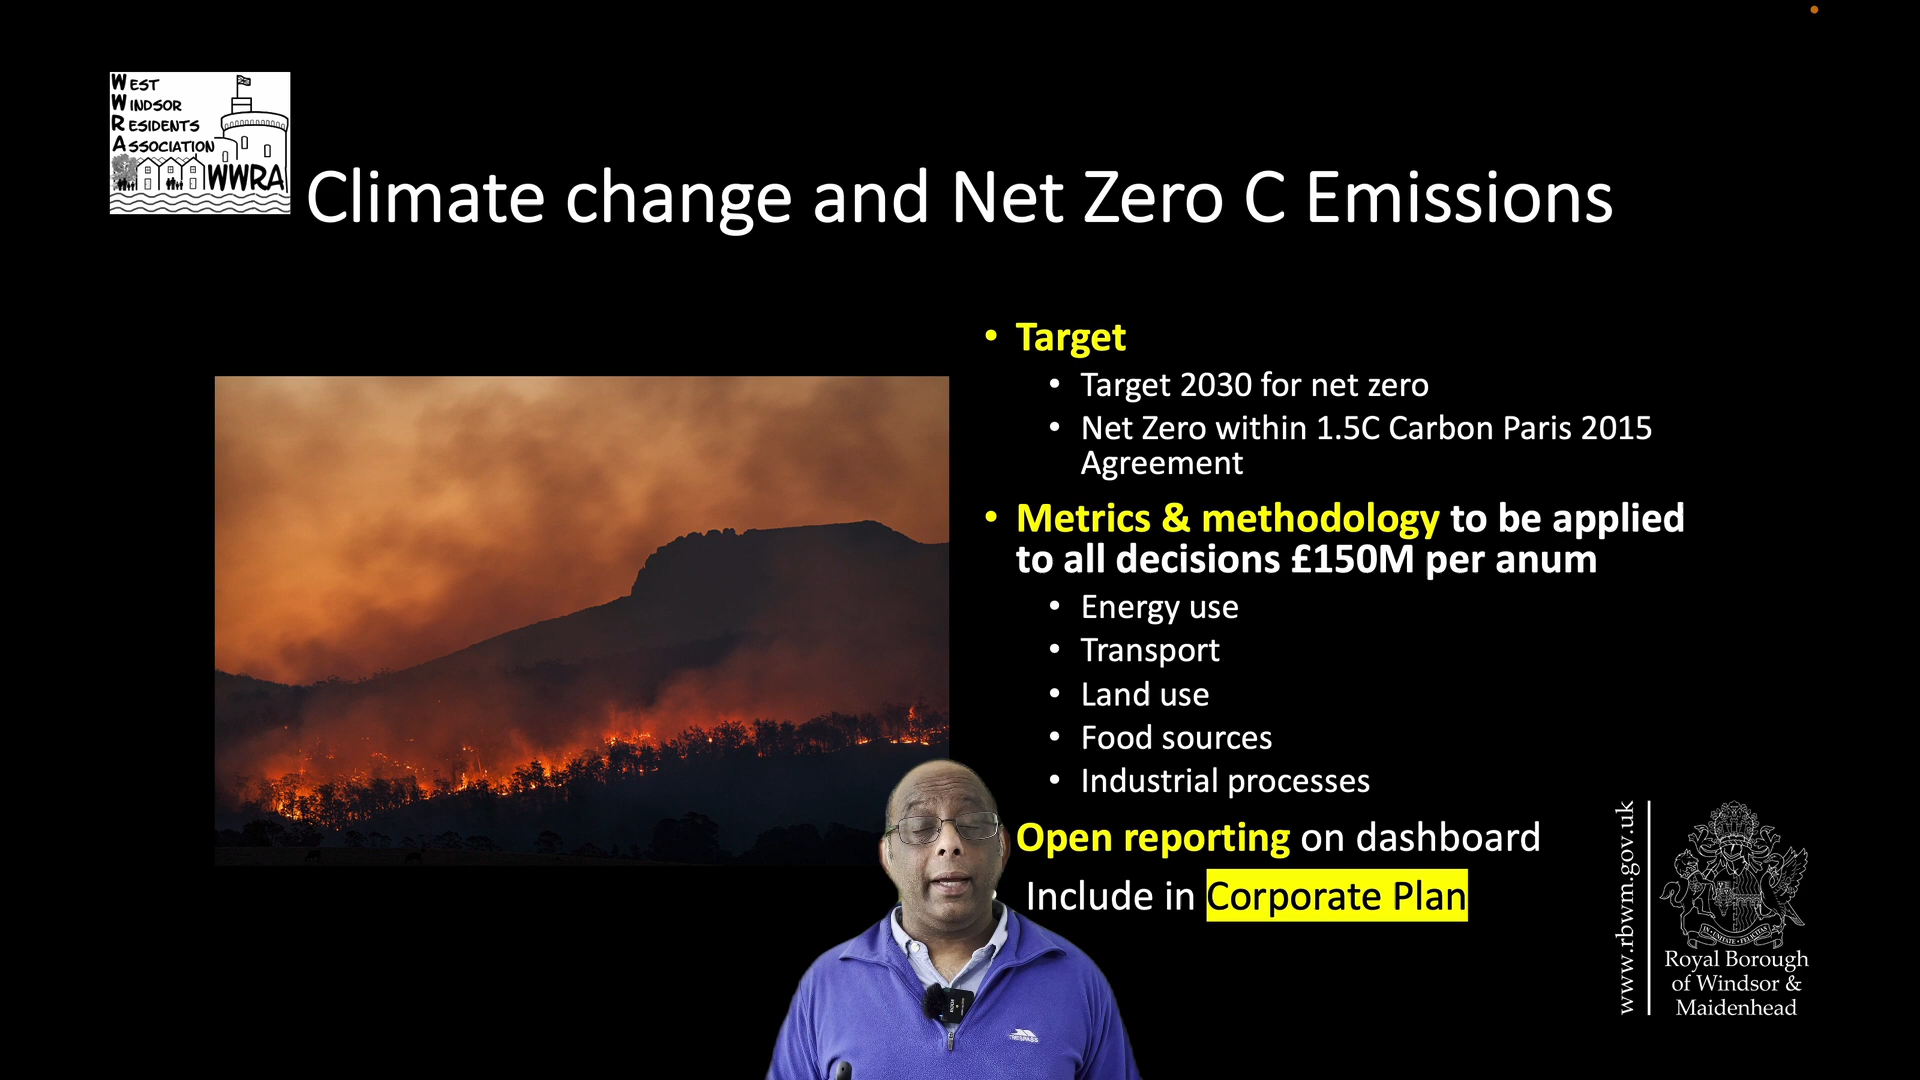 WEST
WINDSOR
RESIDENTS
ASSOCIATION
WWRA
Climate change and Net Zero C Emissions
• Target
• Target 2030 for net zero
• Net Zero within 1.5C Carbon Paris 2015
Agreement
• Metrics & methodology to be applied
to all decisions £150M per anum
• Energy use
• Transport
• Land use
• Food sources
• Industrial processes
Open reporting on dashboard
Include in Corporate Plan
www.rbwm.gov.uk
Royal Borough
of Windsor &
Maidenhead
TRESPASS